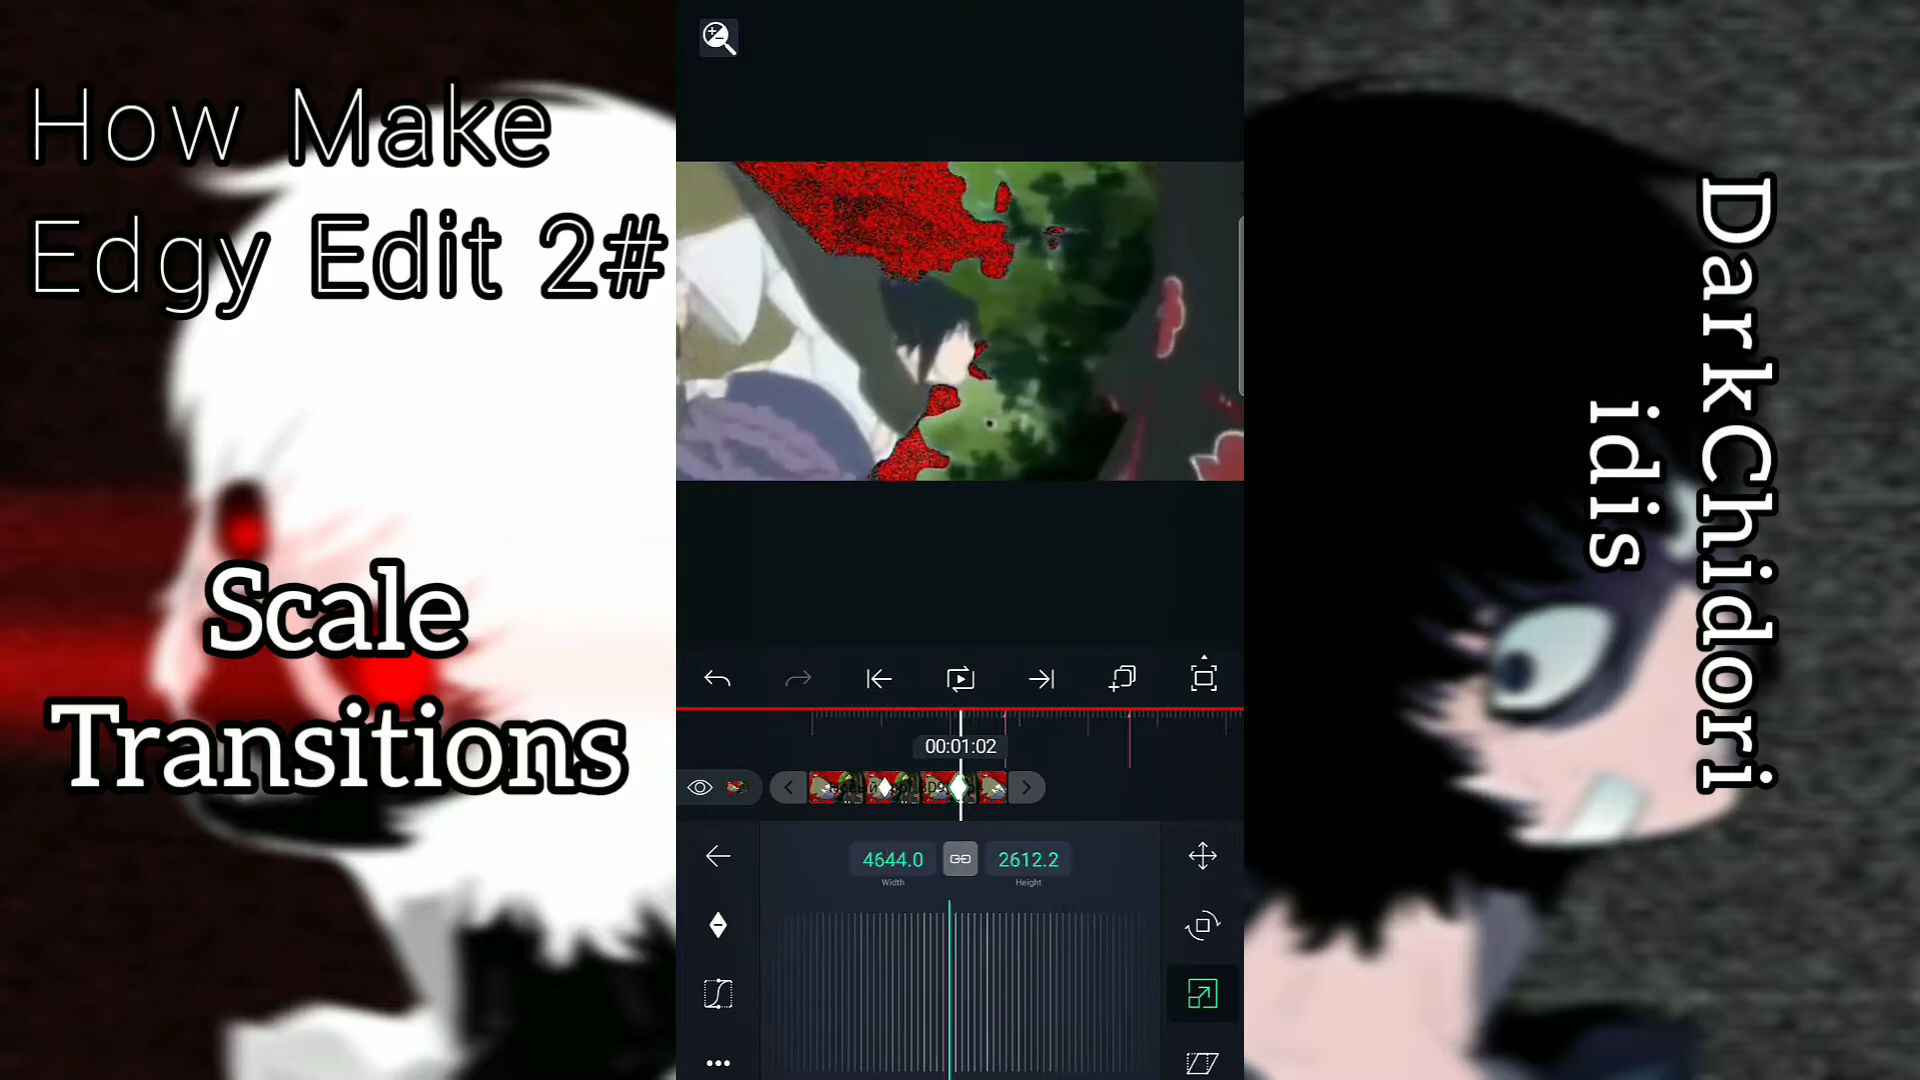 How Make
Edgy Edit 2#
Scale
Transitions
00:01:02
4644.0
2612.2
Width
Height
DarkChidori
idis